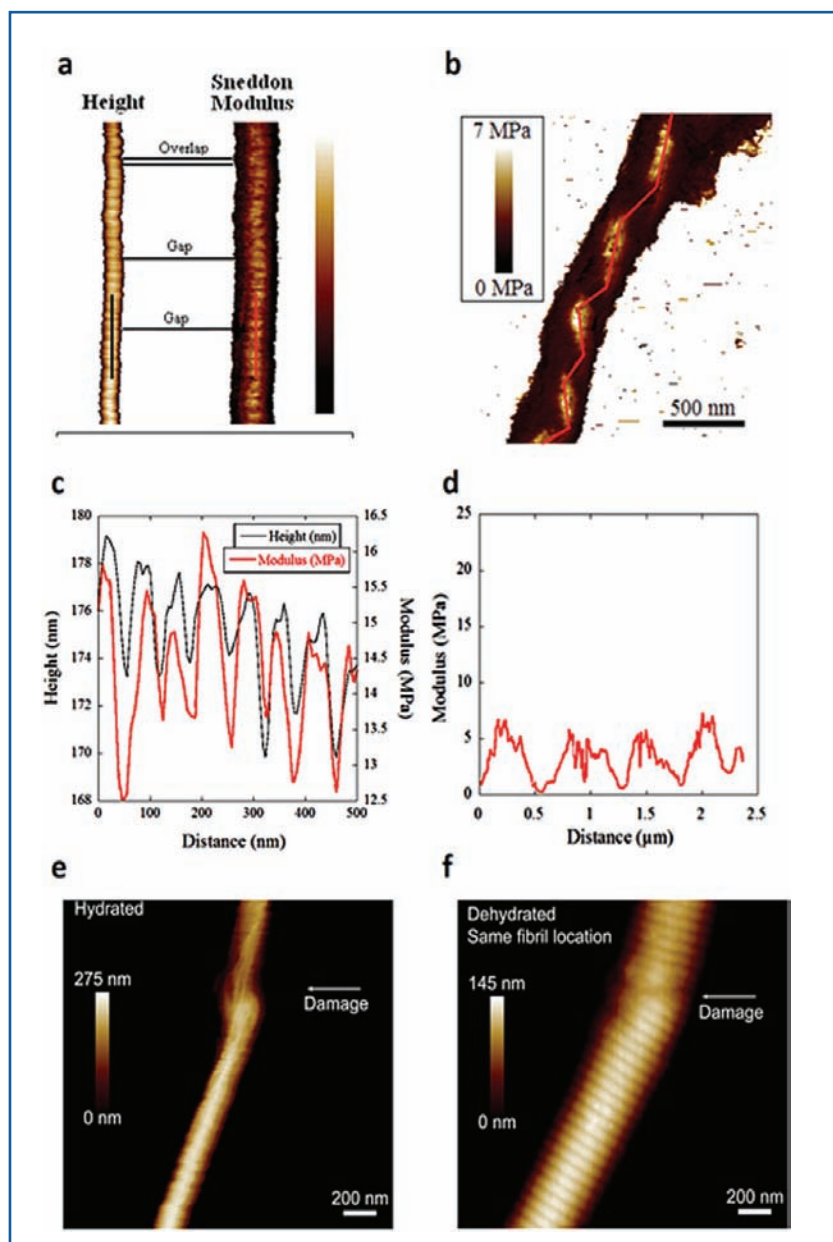 a
Height
Sneddon
Modulus
Overlap
Gap
Gap
b
7 MPa
0 MPa
500 nm
c
180
178
176
174
172
170
168
Height (nm)
Height (nm)
Modulus (MPa)
16.5
16
15.5
15
14.5
14
13.5
13
12.5
Modulus (MPa)
0
100
200
300
400
500
Distance (nm)
d
25
20
15
10
5
0
Modulus (MPa)
0
0.5
1
1.5
2
2.5
Distance (µm)
e
Hydrated
275 nm
0 nm
Damage
200 nm
f
Dehydrated
Same fibril location
145 nm
0 nm
Damage
200 nm